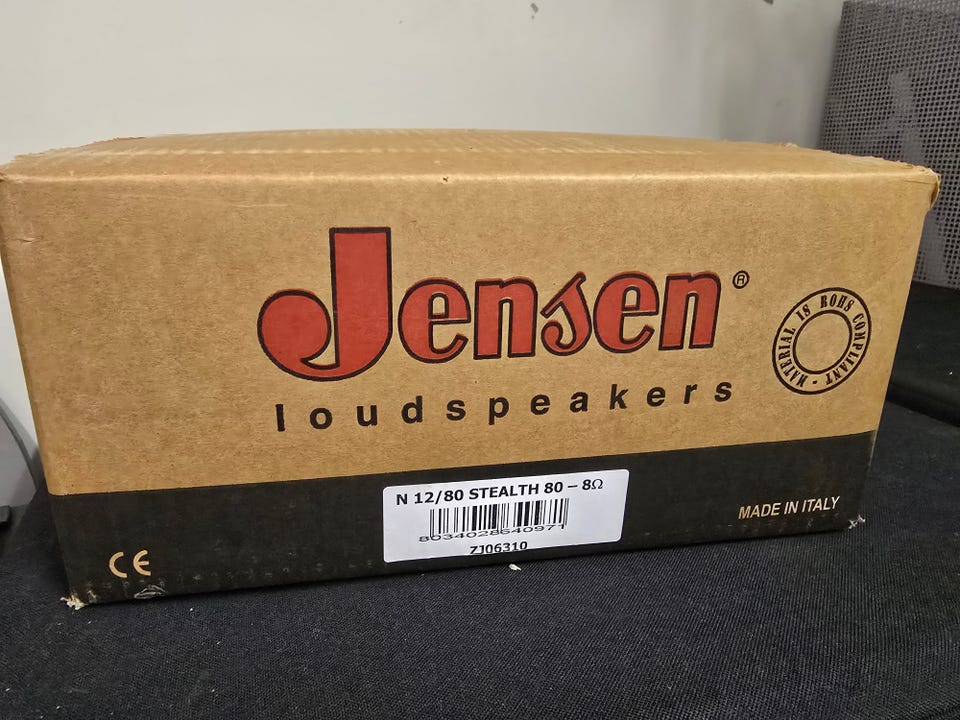 Jensen®
loudspeakers
MATERIAL IS ROHS COMPLIANT -
N 12/80 STEALTH 80 – 8Ω
8034028640971
ZJ06310
MADE IN ITALY
CE